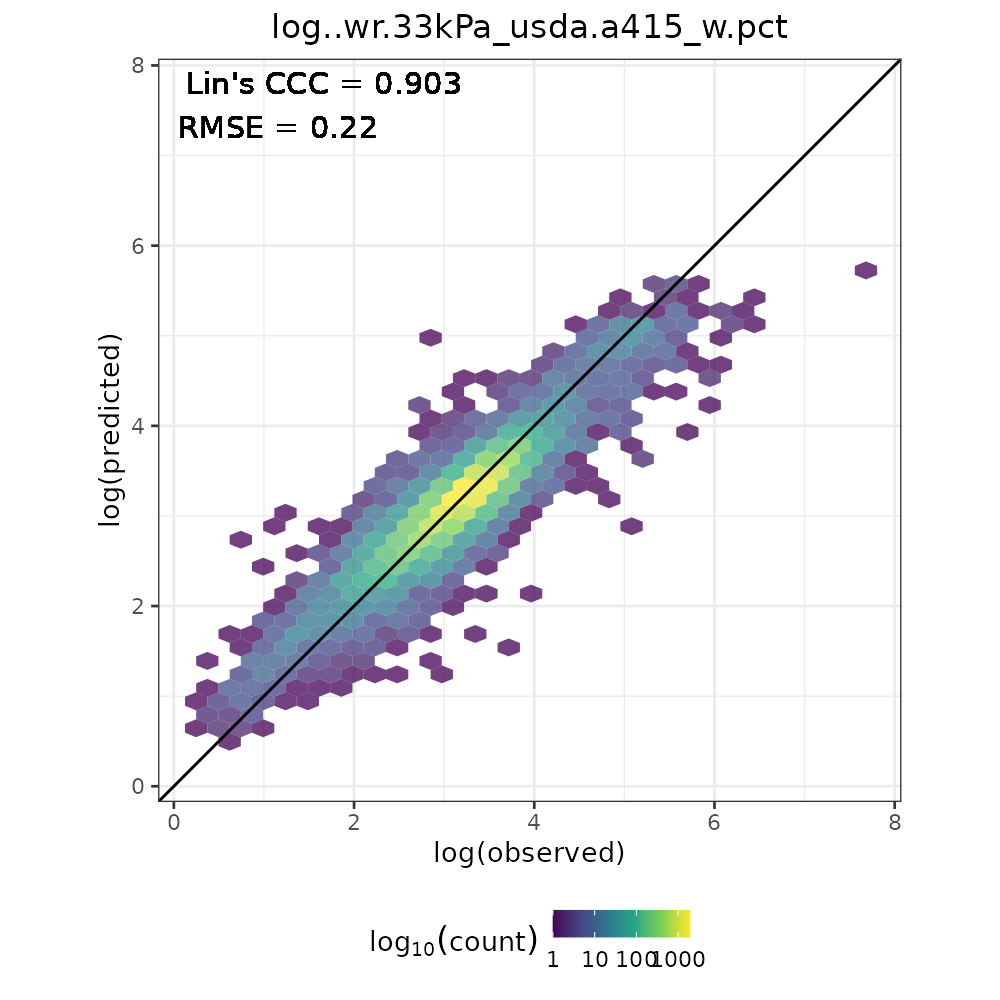 log..wr.33kPa_usda.a415_w.pct
Lin's CCC = 0.903
RMSE = 0.22
8
6
4
2
0
log(predicted)
0 2 4 6 8
log(observed)
log10(count)
1 10 100 1000